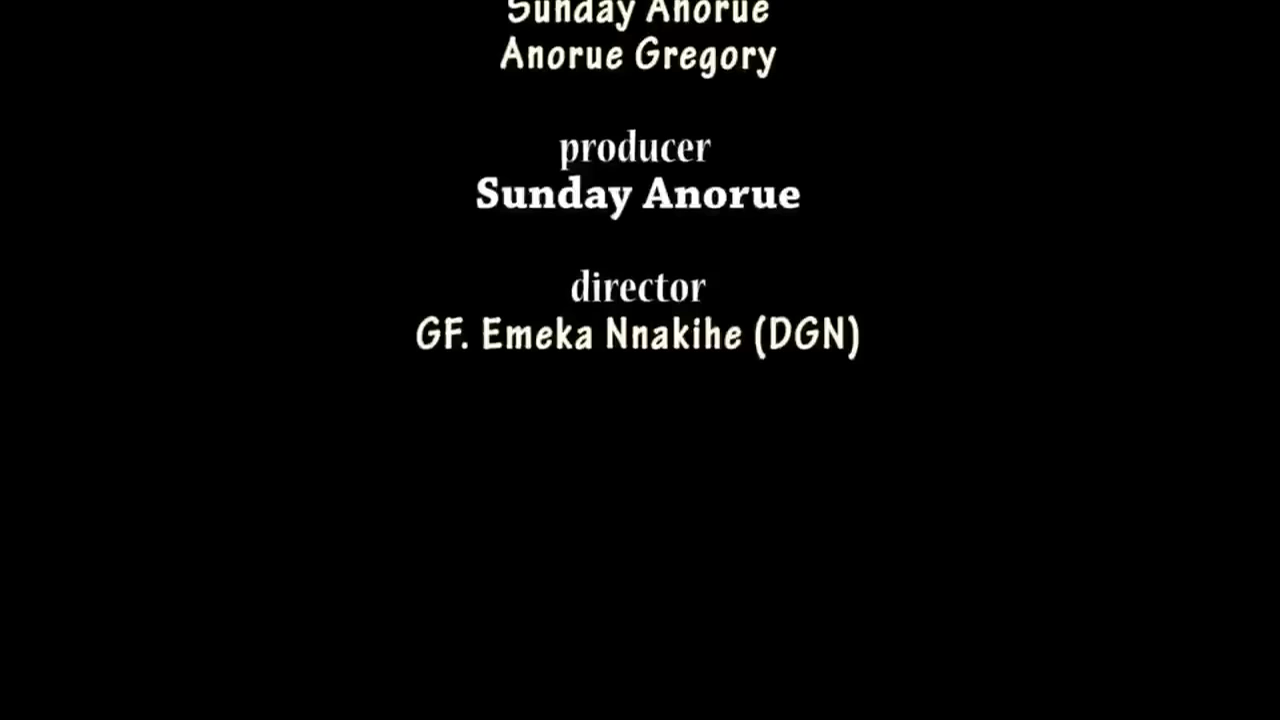 Sunday Anorue
Anorue Gregory
producer
Sunday Anorue
director
GF. Emeka Nnakihe (DGN)